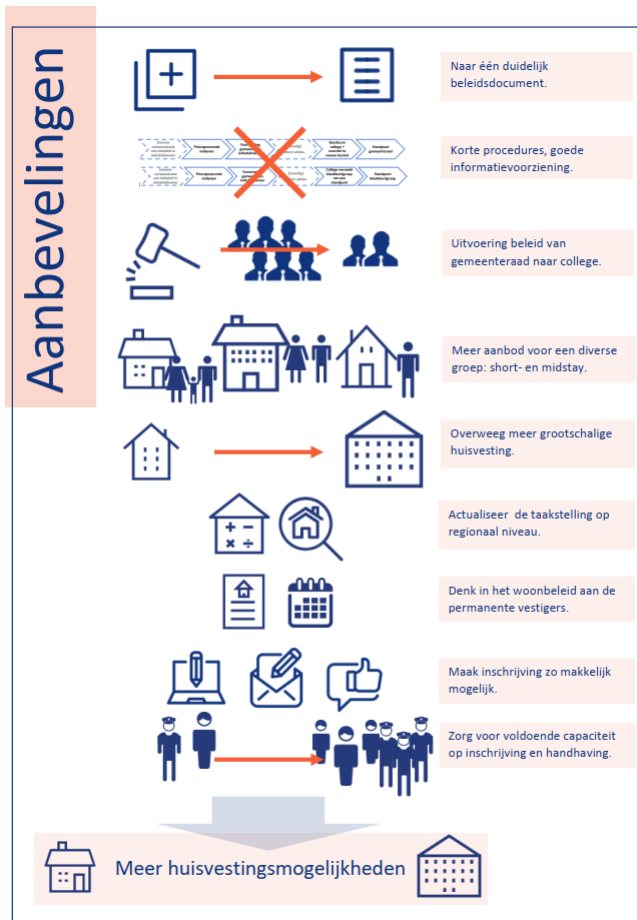 Aanbevelingen
Naar één duidelijk
beleidsdocument.
Korte procedures, goede
informatievoorziening.
Uitvoering beleid van
gemeenteraad naar college.
Meer aanbod voor een diverse
groep: short- en midstay.
Overweeg meer grootschalige
huisvesting.
Actualiseer de taakstelling op
regionaal niveau.
Denk in het woonbeleid aan de
permanente vestigers.
Maak inschrijving zo makkelijk
mogelijk.
Zorg voor voldoende capaciteit
op inschrijving en handhaving.
Meer huisvestingsmogelijkheden